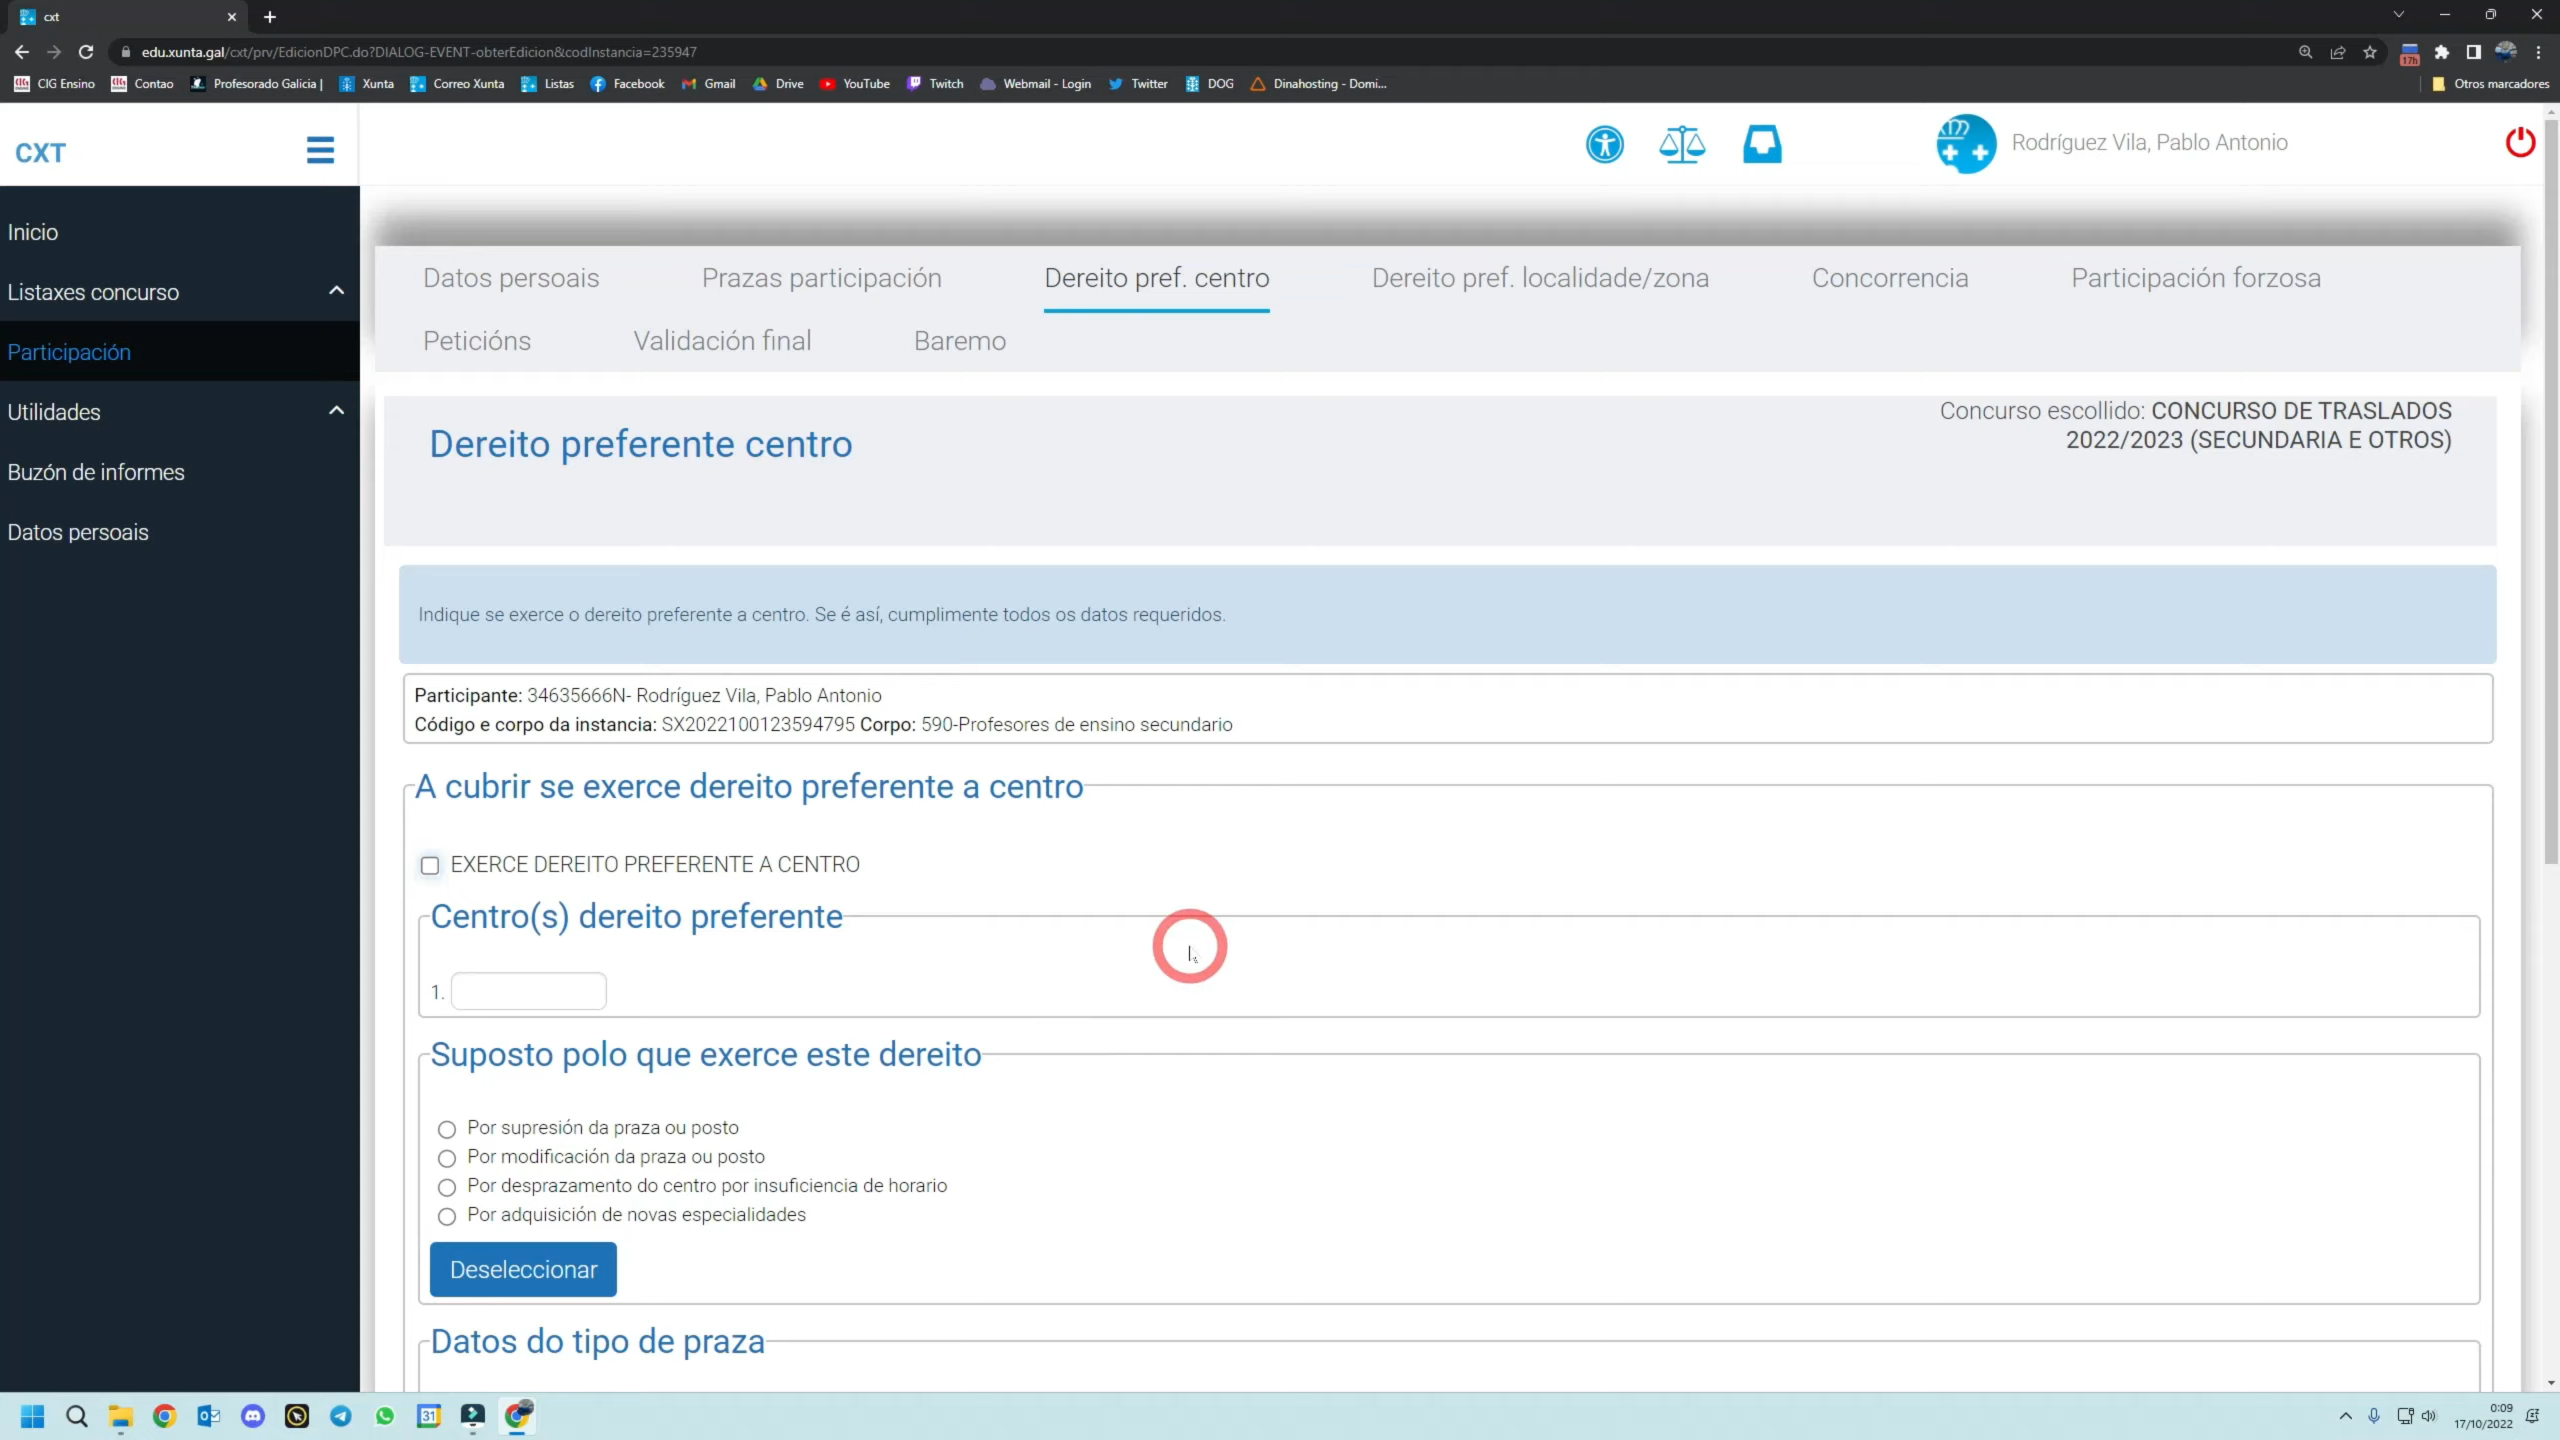 cxt
edu.xunta.gal/cxt/prv/EdicionDPC.do?DIALOG-EVENT-obterEdicion&codInstancia=235947
17h
CIG Ensino Contao Profesorado Galicia | Xunta Correo Xunta Listas Facebook Gmail Drive YouTube Twitch Webmail - Login Twitter DOG Dinahosting - Domi... Otros marcadores
CXT
Rodríguez Vila, Pablo Antonio
Inicio
Listaxes concurso
Participación
Utilidades
Buzón de informes
Datos persoais
Datos persoais Prazas participación Dereito pref. centro Dereito pref. localidade/zona Concorrencia Participación forzosa
Peticións Validación final Baremo
Concurso escollido: CONCURSO DE TRASLADOS
2022/2023 (SECUNDARIA E OTROS)
Dereito preferente centro
Indique se exerce o dereito preferente a centro. Se é así, cumplimente todos os datos requeridos.
Participante: 34635666N- Rodríguez Vila, Pablo Antonio
Código e corpo da instancia: SX2022100123594795 Corpo: 590-Profesores de ensino secundario
A cubrir se exerce dereito preferente a centro
EXERCE DEREITO PREFERENTE A CENTRO
Centro(s) dereito preferente
1.
Suposto polo que exerce este dereito
Por supresión da praza ou posto
Por modificación da praza ou posto
Por desprazamento do centro por insuficiencia de horario
Por adquisición de novas especialidades
Deseleccionar
Datos do tipo de praza
31
0:09
17/10/2022